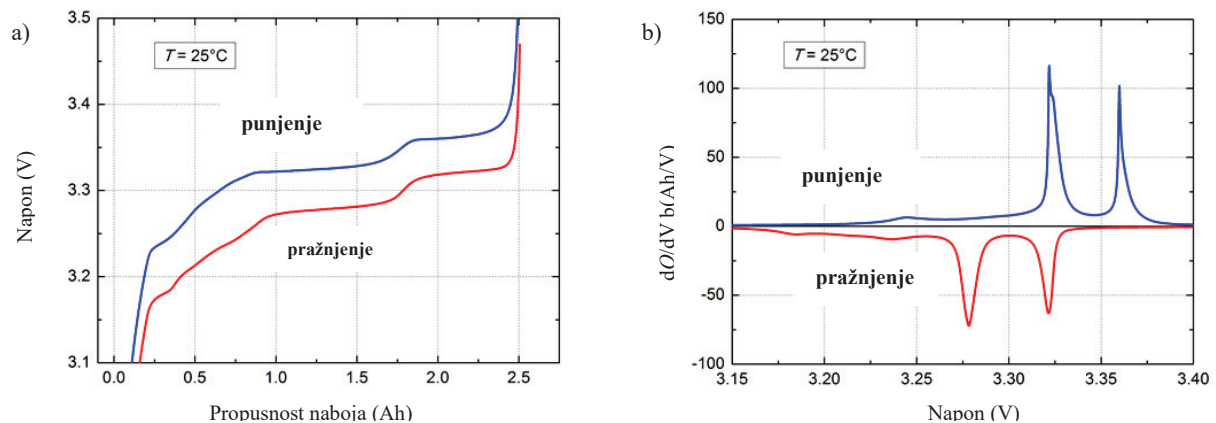 a)
T = 25°C
punjenje
pražnjenje
Napon (V)
3.5
3.4
3.3
3.2
3.1
0.0 0.5 1.0 1.5 2.0 2.5
Propusnost naboja (Ah)
b)
T = 25°C
punjenje
pražnjenje
dQ/dV b(Ah/V)
150
100
50
0
-50
-100
3.15 3.20 3.25 3.30 3.35 3.40
Napon (V)